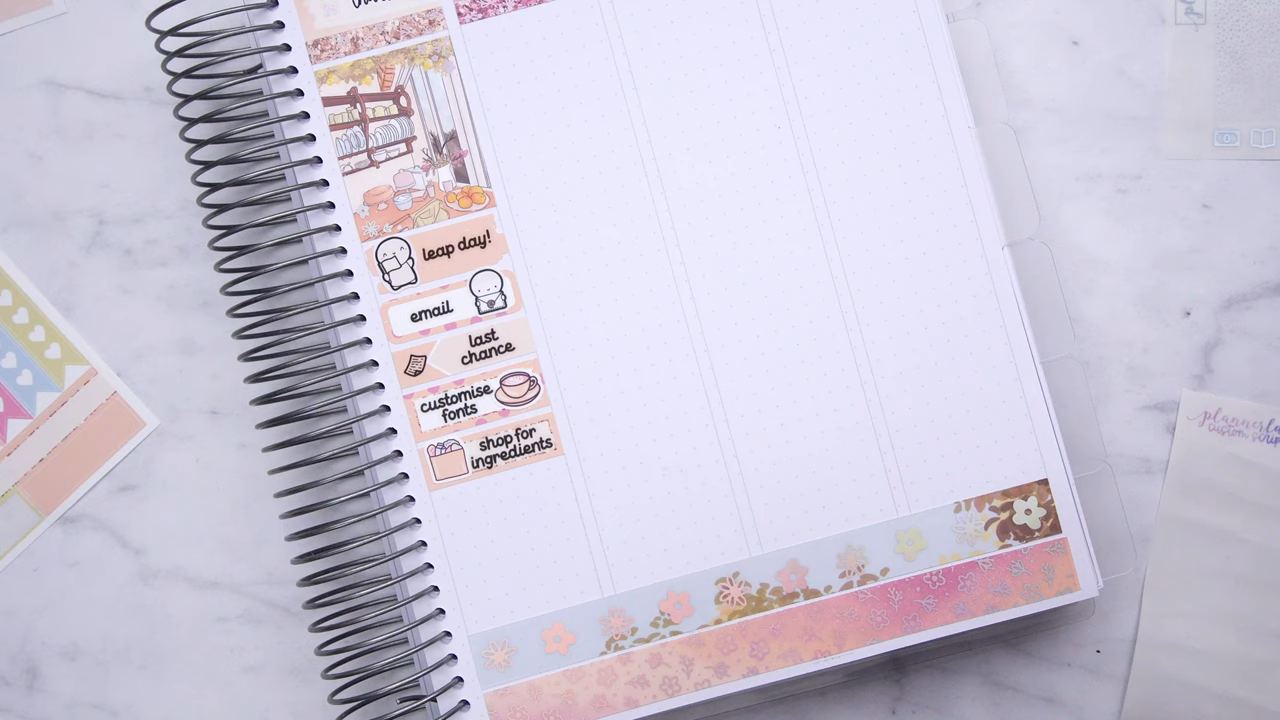 leap day!
email
last
chance
customise
fonts
shop for
ingredients